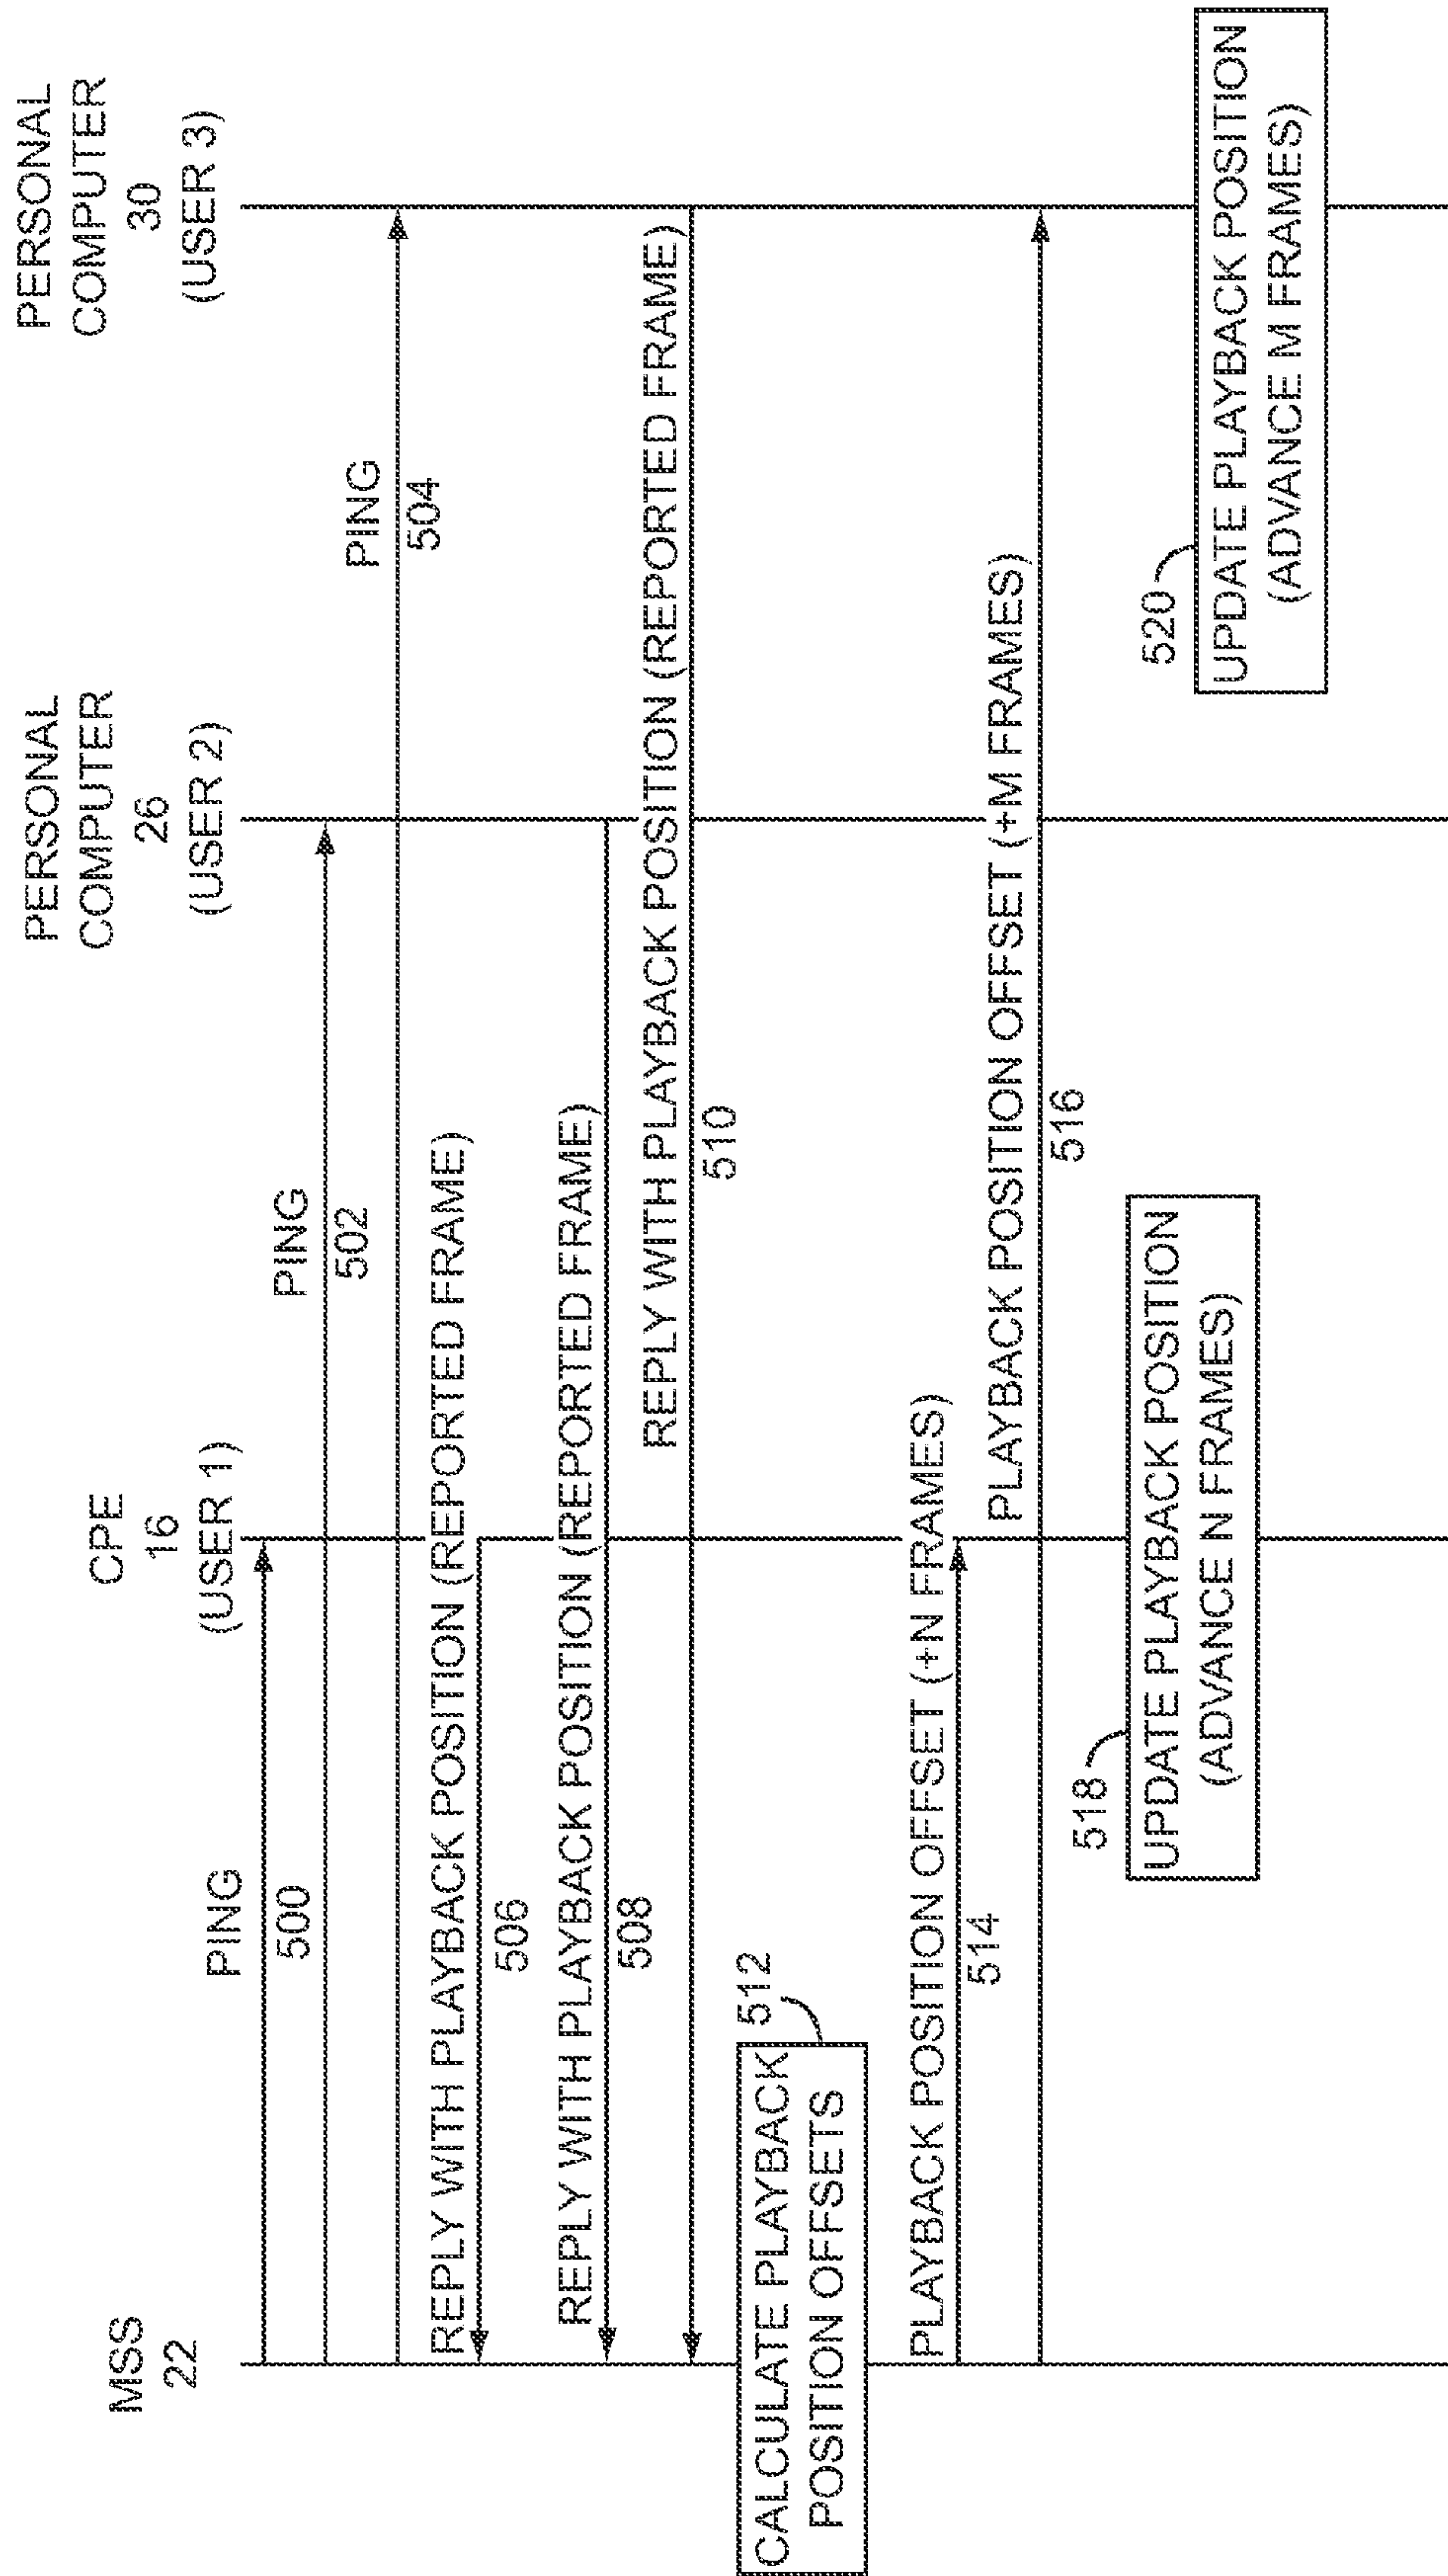 MSS
22
CPE
16
(USER 1)
PERSONAL
COMPUTER
26
(USER 2)
PERSONAL
COMPUTER
30
(USER 3)
PING
500
PING
502
PING
504
REPLY WITH PLAYBACK POSITION (REPORTED FRAME)
506
REPLY WITH PLAYBACK POSITION (REPORTED FRAME)
508
REPLY WITH PLAYBACK POSITION (REPORTED FRAME)
510
CALCULATE PLAYBACK
POSITION OFFSETS
512
PLAYBACK POSITION OFFSET (+N FRAMES)
514
PLAYBACK POSITION OFFSET (+M FRAMES)
516
518
UPDATE PLAYBACK POSITION
(ADVANCE N FRAMES)
520
UPDATE PLAYBACK POSITION
(ADVANCE M FRAMES)